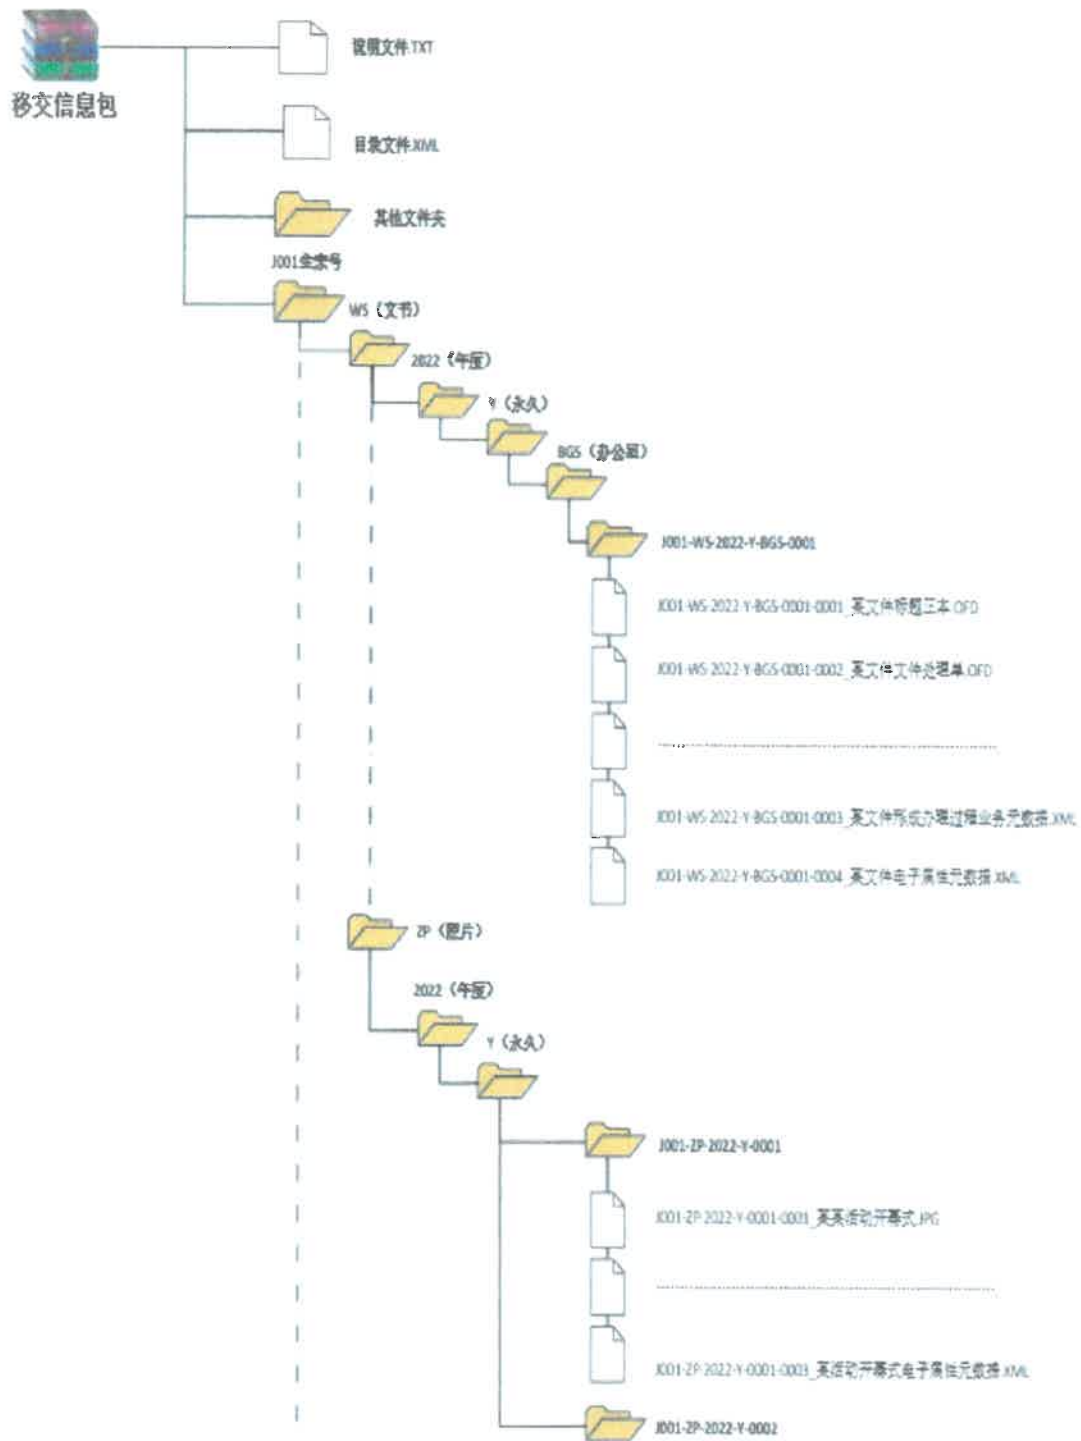 说明文件.TXT
移交信息包
目录文件.XML
其他文件夹
J001全宗号
WS（文书）
2022（年度）
Y（永久）
BGS（办公室）
J001-WS-2022-Y-BGS-0001
J001-WS-2022-Y-BGS-0001-0001_某文件标题正本.OFD
J001-WS-2022-Y-BGS-0001-0002_某文件文件处理单.OFD
J001-WS-2022-Y-BGS-0001-0003_某文件形成办理过程业务元数据.XML
J001-WS-2022-Y-BGS-0001-0004_某文件电子属性元数据.XML
ZP（照片）
2022（年度）
Y（永久）
J001-ZP-2022-Y-0001
J001-ZP-2022-Y-0001-0001_某某活动开幕式.JPG
J001-ZP-2022-Y-0001-0003_某活动开幕式电子属性元数据.XML
J001-ZP-2022-Y-0002